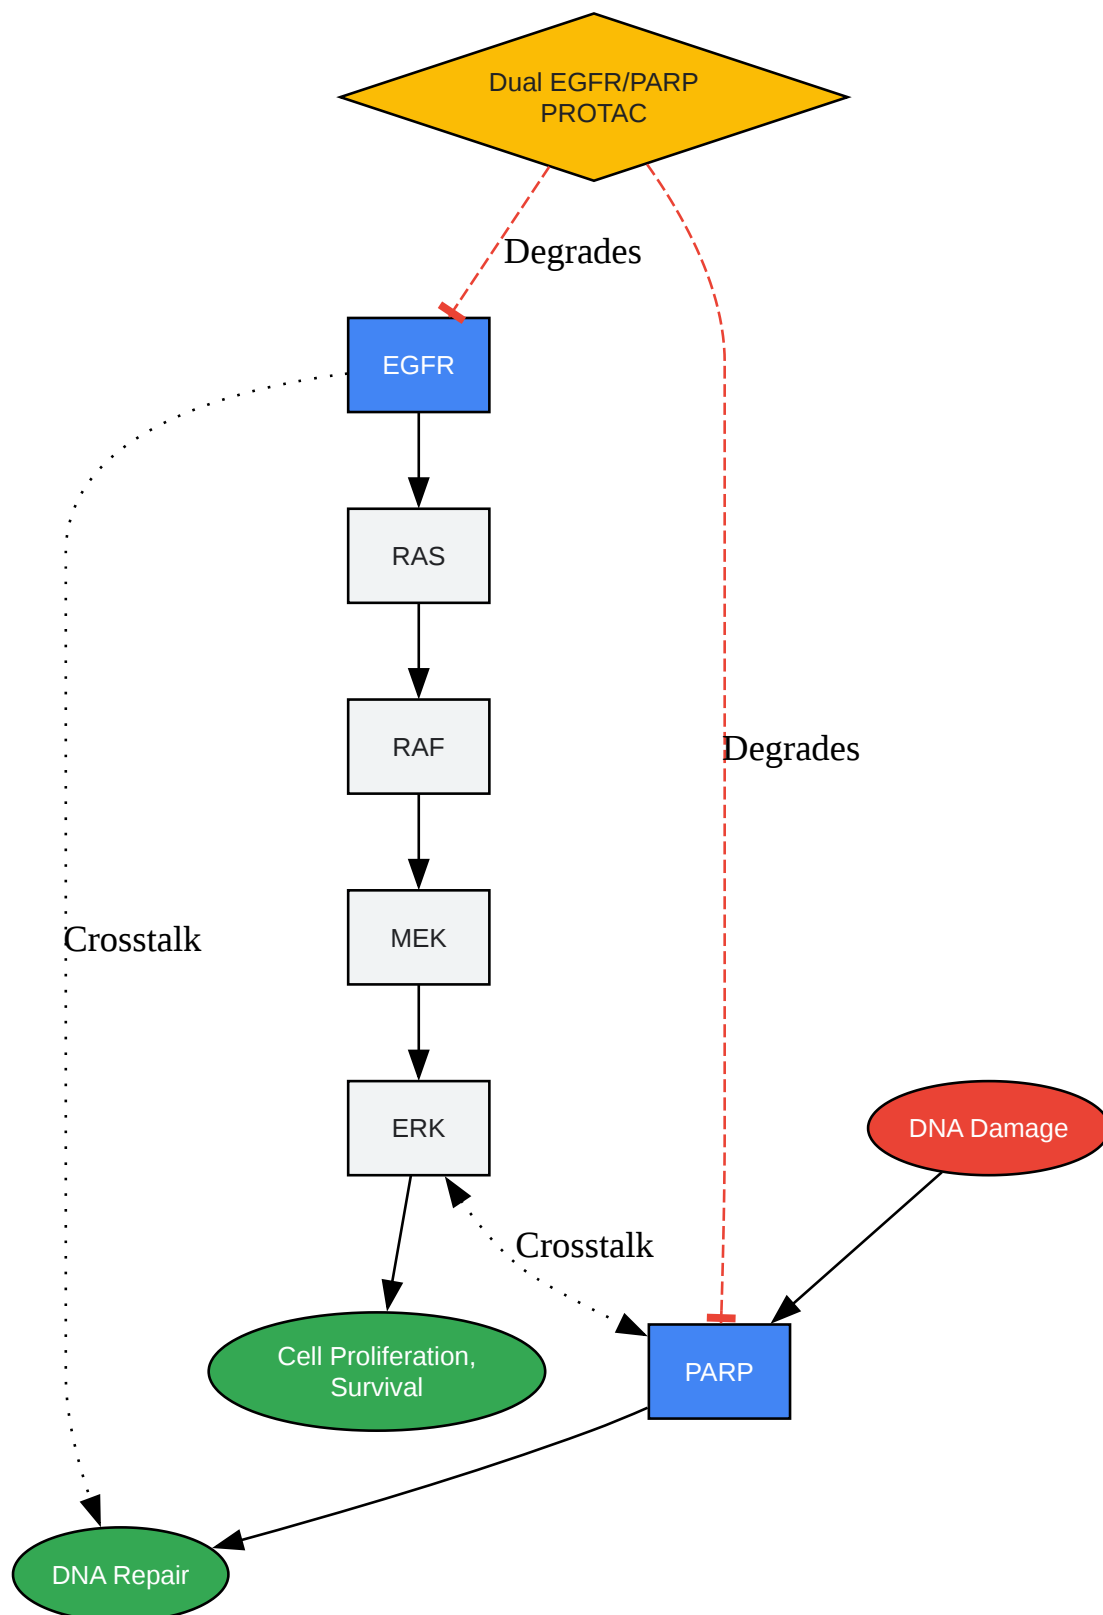 Dual EGFR/PARP
PROTAC
Degrades
EGFR
RAS
RAF
Degrades
MEK
Crosstalk
ERK
DNA Damage
Crosstalk
Cell Proliferation,
Survival
PARP
DNA Repair